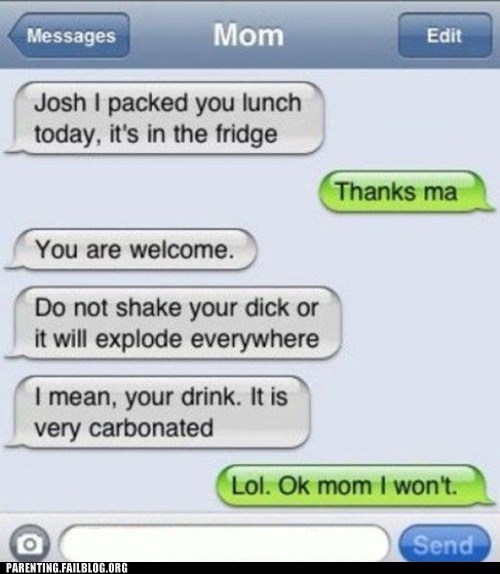 Messages
Mom
Edit
Josh I packed you lunch
today, it's in the fridge
Thanks ma
You are welcome.
Do not shake your dick or
it will explode everywhere
I mean, your drink. It is
very carbonated
Lol. Ok mom I won't.
Send
PARENTING.FAILBLOG.ORG